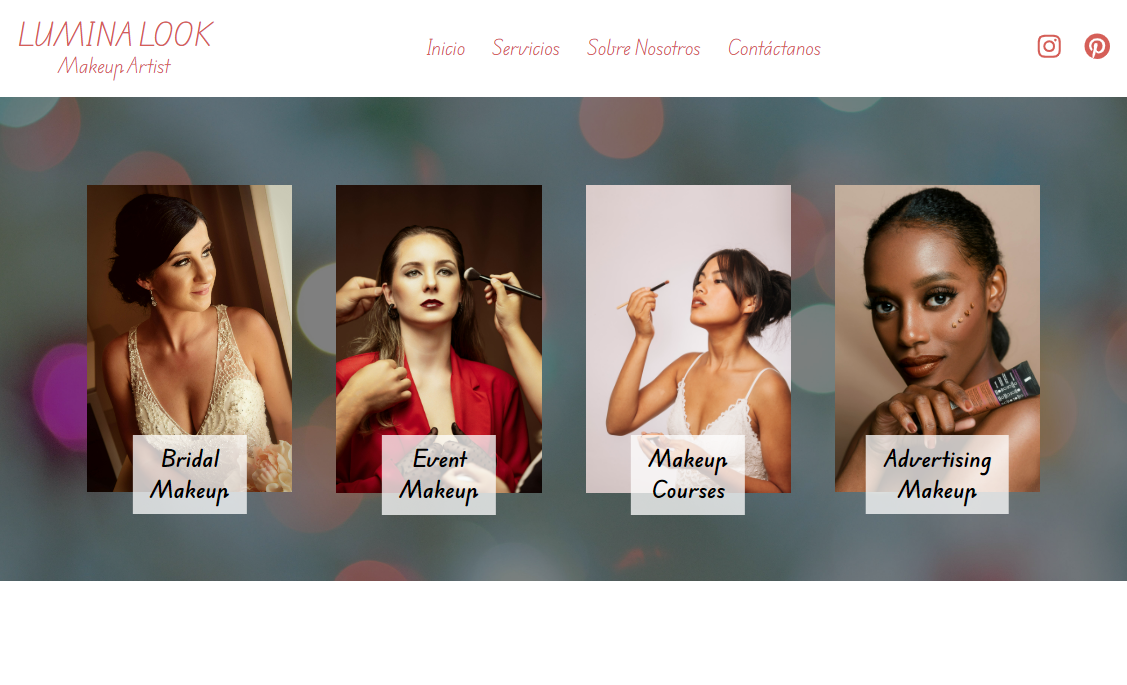 LUMINA LOOK
Makeup Artist
Inicio Servicios Sobre Nosotros Contáctanos
Bridal
Makeup
Event
Makeup
Makeup
Courses
Advertising
Makeup